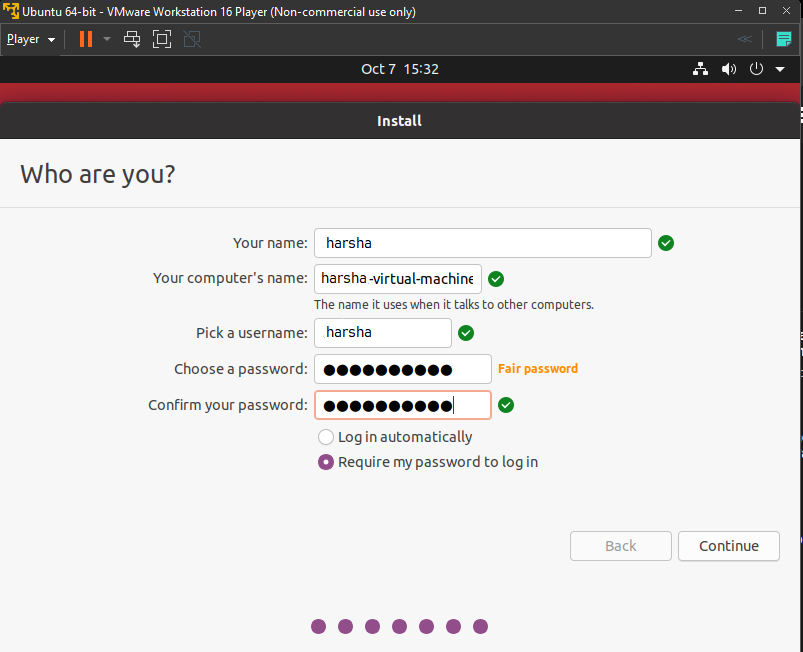 Ubuntu 64-bit - VMware Workstation 16 Player (Non-commercial use only)
Player
Oct 7 15:32
Install
Who are you?
Your name: harsha
Your computer's name: harsha-virtual-machine
The name it uses when it talks to other computers.
Pick a username: harsha
Choose a password: ●●●●●●●●●● Fair password
Confirm your password: ●●●●●●●●●●
Log in automatically
Require my password to log in
Back Continue